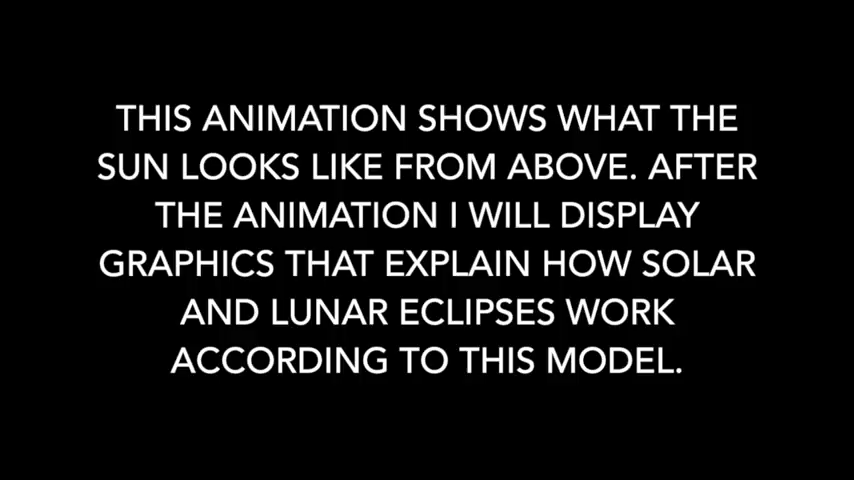 THIS ANIMATION SHOWS WHAT THE
SUN LOOKS LIKE FROM ABOVE. AFTER
THE ANIMATION I WILL DISPLAY
GRAPHICS THAT EXPLAIN HOW SOLAR
AND LUNAR ECLIPSES WORK
ACCORDING TO THIS MODEL.